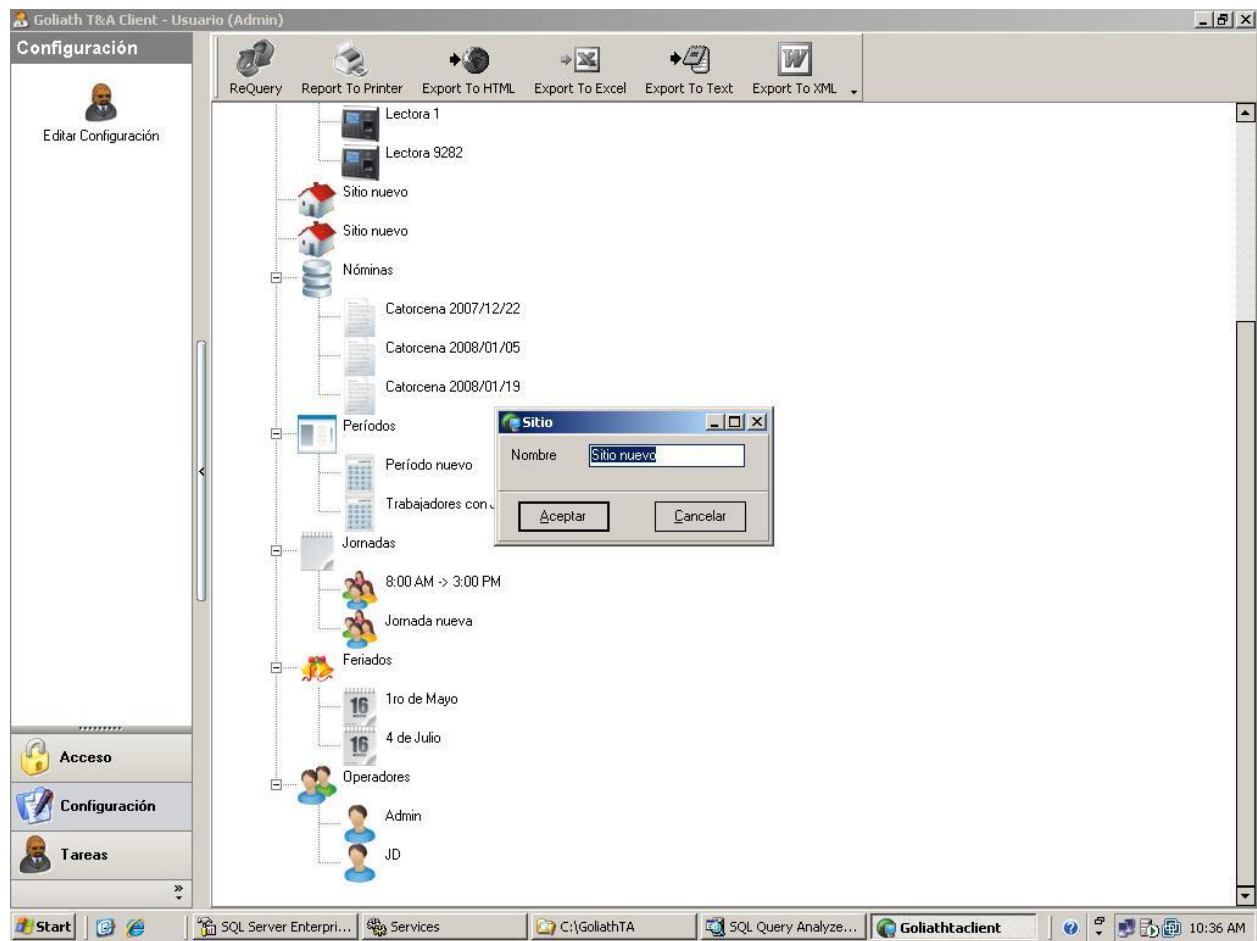 Goliath T&A Client - Usuario (Admin)
Configuración
Editar Configuración
ReQuery
Report To Printer
Export To HTML
Export To Excel
Export To Text
Export To XML
Lectora 1
Lectora 9282
Sitio nuevo
Sitio nuevo
Nóminas
Catorcena 2007/12/22
Catorcena 2008/01/05
Catorcena 2008/01/19
Períodos
Período nuevo
Trabajadores con
Jornadas
8:00 AM -> 3:00 PM
Jornada nueva
Feriados
16
1ro de Mayo
16
4 de Julio
Operadores
Admin
JD
Sitio
Nombre
Sitio nuevo
Aceptar
Cancelar
Acceso
Configuración
Tareas
Start
SQL Server Enterpri...
Services
C:\GoliathTA
SQL Query Analyze...
Goliathtaclient
10:36 AM